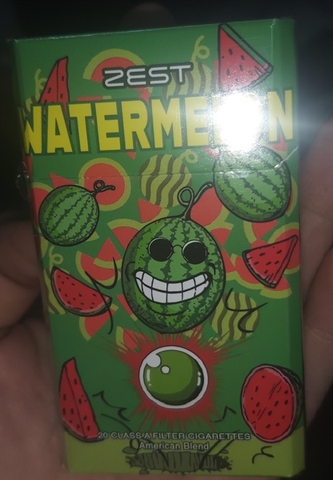 ZEST
WATERMELON
20 CLASS A FILTER CIGARETTES
American Blend